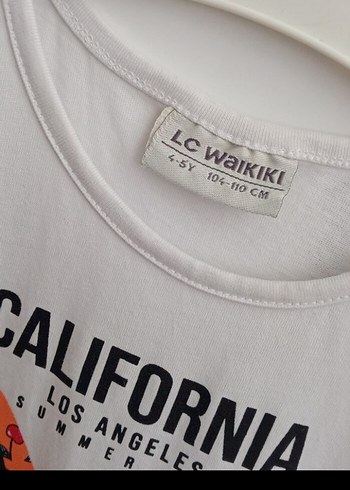 LC WAIKIKI
4-5Y 104-110 CM
CALIFORNIA
LOS ANGELES
SUMMER